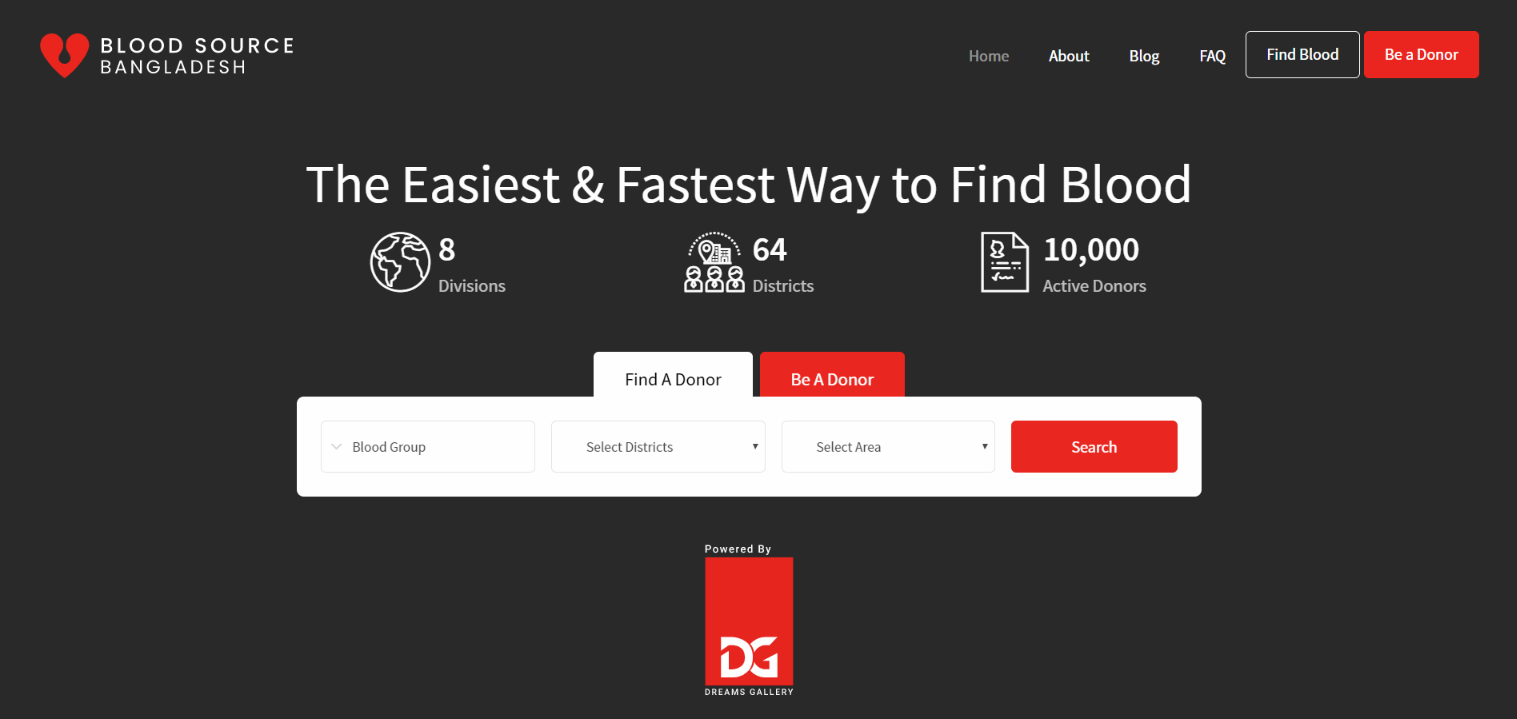 BLOOD SOURCE
BANGLADESH
Home About Blog FAQ Find Blood Be a Donor
The Easiest & Fastest Way to Find Blood
8
Divisions
64
Districts
10,000
Active Donors
Find A Donor Be A Donor
Blood Group Select Districts Select Area Search
Powered By
DG
DREAMS GALLERY